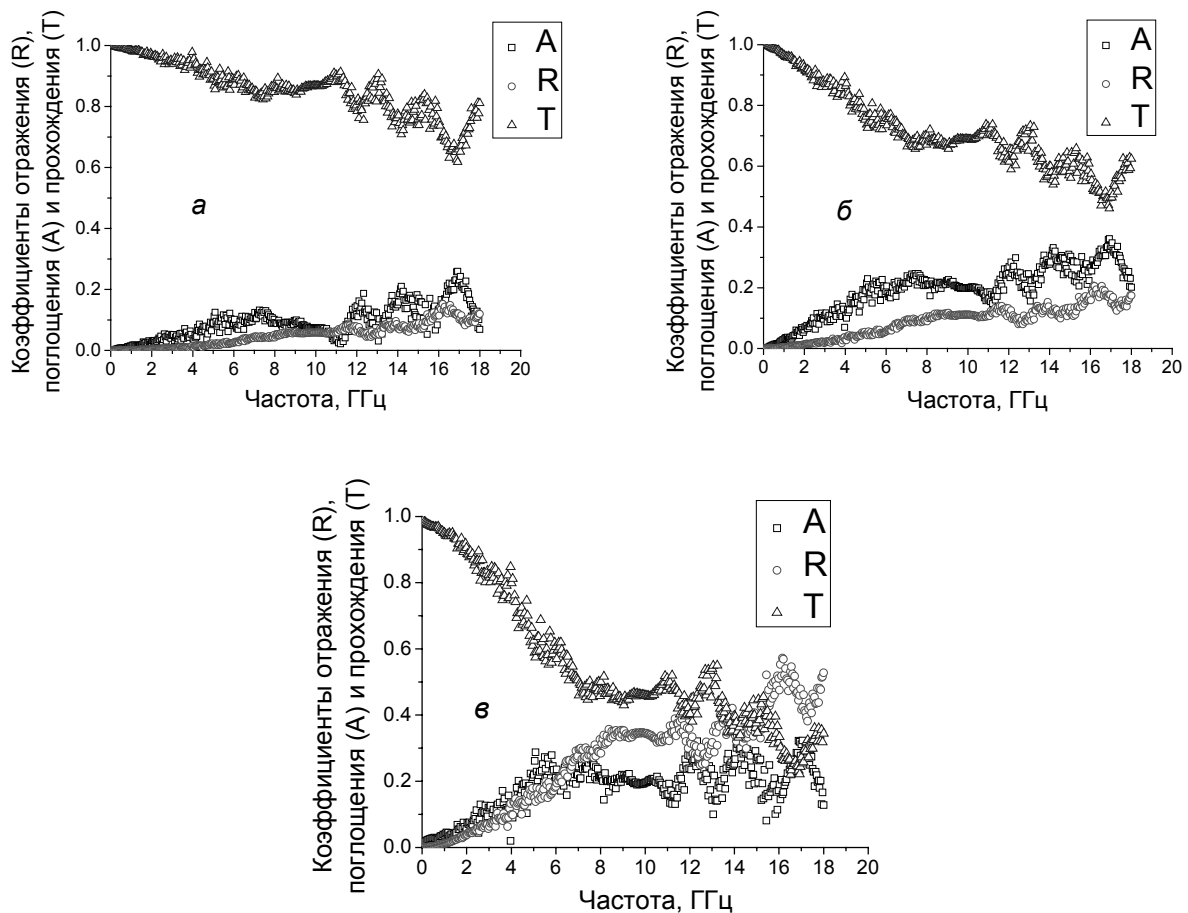 Коэффициенты отражения (R),
поглощения (A) и прохождения (T)
1.0
0.8
0.6
0.4
0.2
0.0
0 2 4 6 8 10 12 14 16 18 20
Частота, ГГц
а
A
R
T
Коэффициенты отражения (R),
поглощения (A) и прохождения (T)
1.0
0.8
0.6
0.4
0.2
0.0
0 2 4 6 8 10 12 14 16 18 20
Частота, ГГц
б
A
R
T
Коэффициенты отражения (R),
поглощения (A) и прохождения (T)
1.0
0.8
0.6
0.4
0.2
0.0
0 2 4 6 8 10 12 14 16 18 20
Частота, ГГц
в
A
R
T